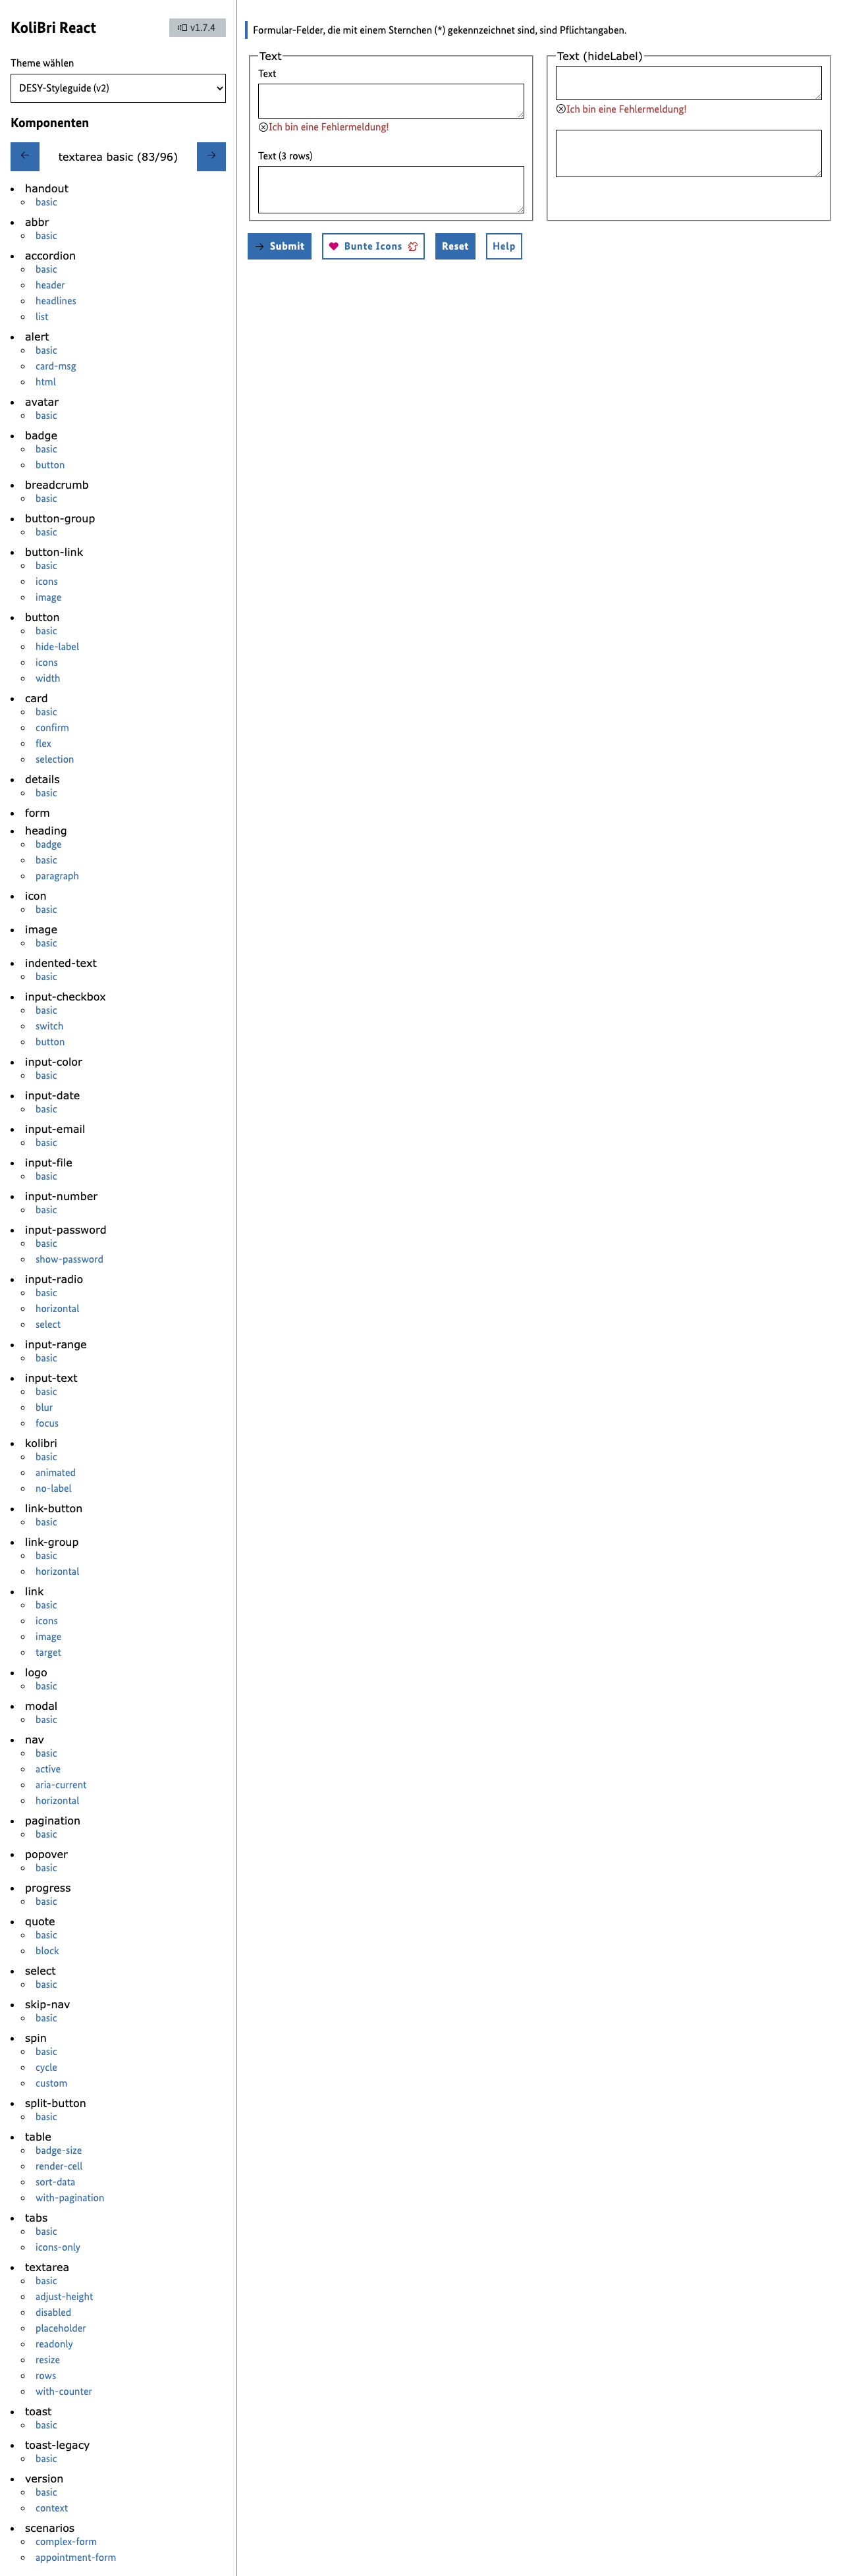 KoliBri React
v1.7.4
Theme wählen
DESY-Styleguide (v2)
Komponenten
textarea basic (83/96)
handout
basic
abbr
basic
accordion
basic
header
headlines
list
alert
basic
card-msg
html
avatar
basic
badge
basic
button
breadcrumb
basic
button-group
basic
button-link
basic
icons
image
button
basic
hide-label
icons
width
card
basic
confirm
flex
selection
details
basic
form
heading
badge
basic
paragraph
icon
basic
image
basic
indented-text
basic
input-checkbox
basic
switch
button
input-color
basic
input-date
basic
input-email
basic
input-file
basic
input-number
basic
input-password
basic
show-password
input-radio
basic
horizontal
select
input-range
basic
input-text
basic
blur
focus
kolibri
basic
animated
no-label
link-button
basic
link-group
basic
horizontal
link
basic
icons
image
target
logo
basic
modal
basic
nav
basic
active
aria-current
horizontal
pagination
basic
popover
basic
progress
basic
quote
basic
block
select
basic
skip-nav
basic
spin
basic
cycle
custom
split-button
basic
table
badge-size
render-cell
sort-data
with-pagination
tabs
basic
icons-only
textarea
basic
adjust-height
disabled
placeholder
readonly
resize
rows
with-counter
toast
basic
toast-legacy
basic
version
basic
context
scenarios
complex-form
appointment-form
Formular-Felder, die mit einem Sternchen (*) gekennzeichnet sind, sind Pflichtangaben.
Text
Text
Ich bin eine Fehlermeldung!
Text (3 rows)
Text (hideLabel)
Ich bin eine Fehlermeldung!
Submit
Bunte Icons
Reset
Help